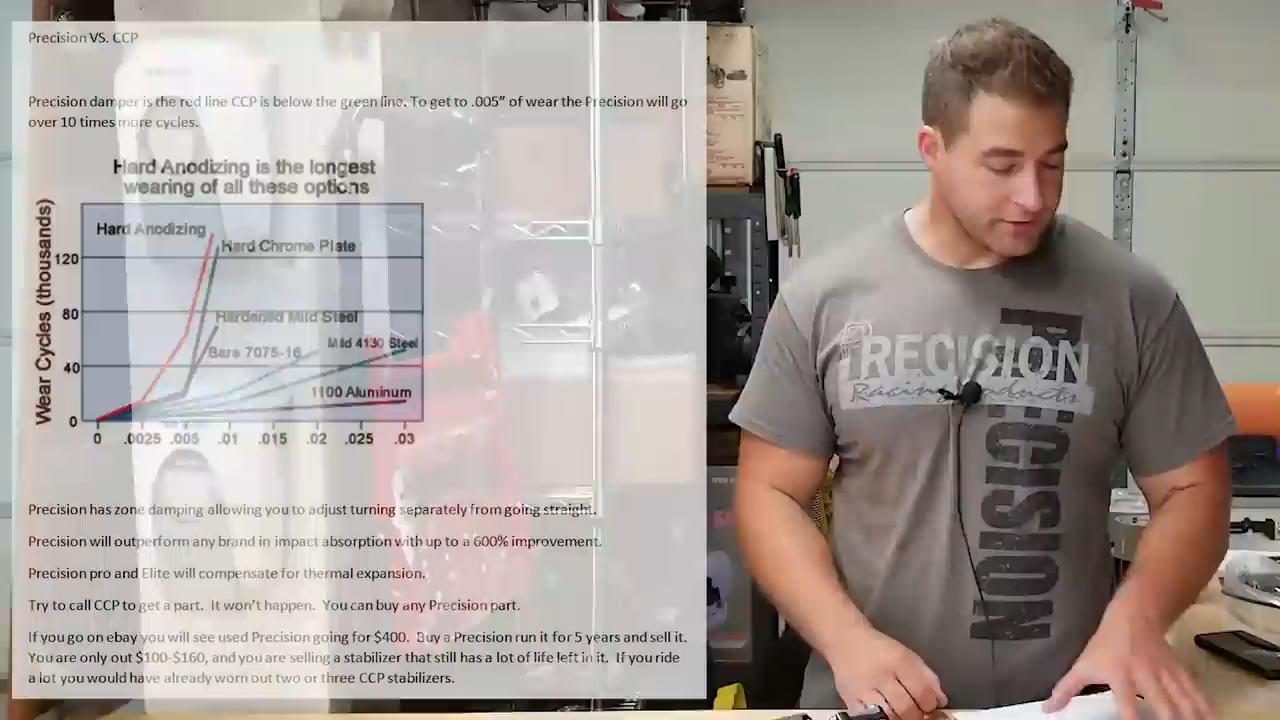 Precision VS. CCP
Precision damper is the red line CCP is below the green line. To get to .005” of wear the Precision will go
over 10 times more cycles.
Hard Anodizing is the longest
wearing of all these options
Wear Cycles (thousands)
Hard Anodizing
Hard Chrome Plate
120
80
Hardened Mild Steel
Mild 4130 Steel
Bare 7075-16
40
1100 Aluminum
0
0 .0025 .005 .01 .015 .02 .025 .03
Precision has zone damping allowing you to adjust turning separately from going straight.
Precision will outperform any brand in impact absorption with up to a 600% improvement.
Precision pro and Elite will compensate for thermal expansion.
Try to call CCP to get a part. It won’t happen. You can buy any Precision part.
If you go on ebay you will see used Precision going for $400. Buy a Precision run it for 5 years and sell it.
You are only out $100-$160, and you are selling a stabilizer that still has a lot of life left in it. If you ride
a lot you would have already worn out two or three CCP stabilizers.
PRECISION
Racing Products
PRECISION